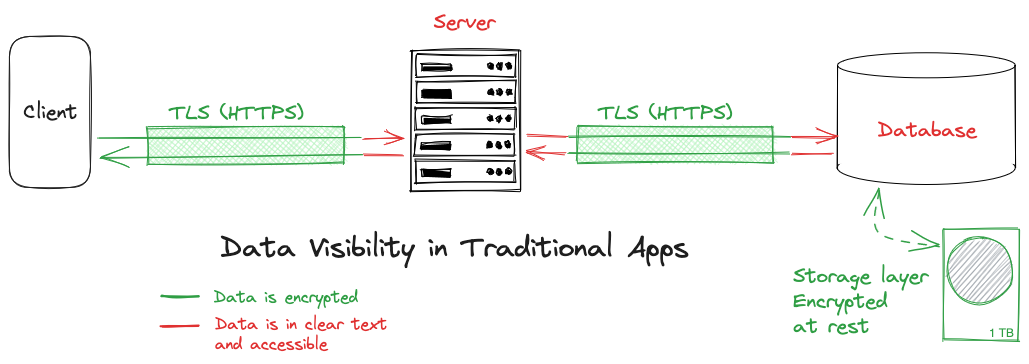 Server
Client
TLS (HTTPS)
TLS (HTTPS)
Database
Data Visibility in Traditional Apps
Data is encrypted
Data is in clear text
and accessible
Storage layer
Encrypted
at rest
1 TB